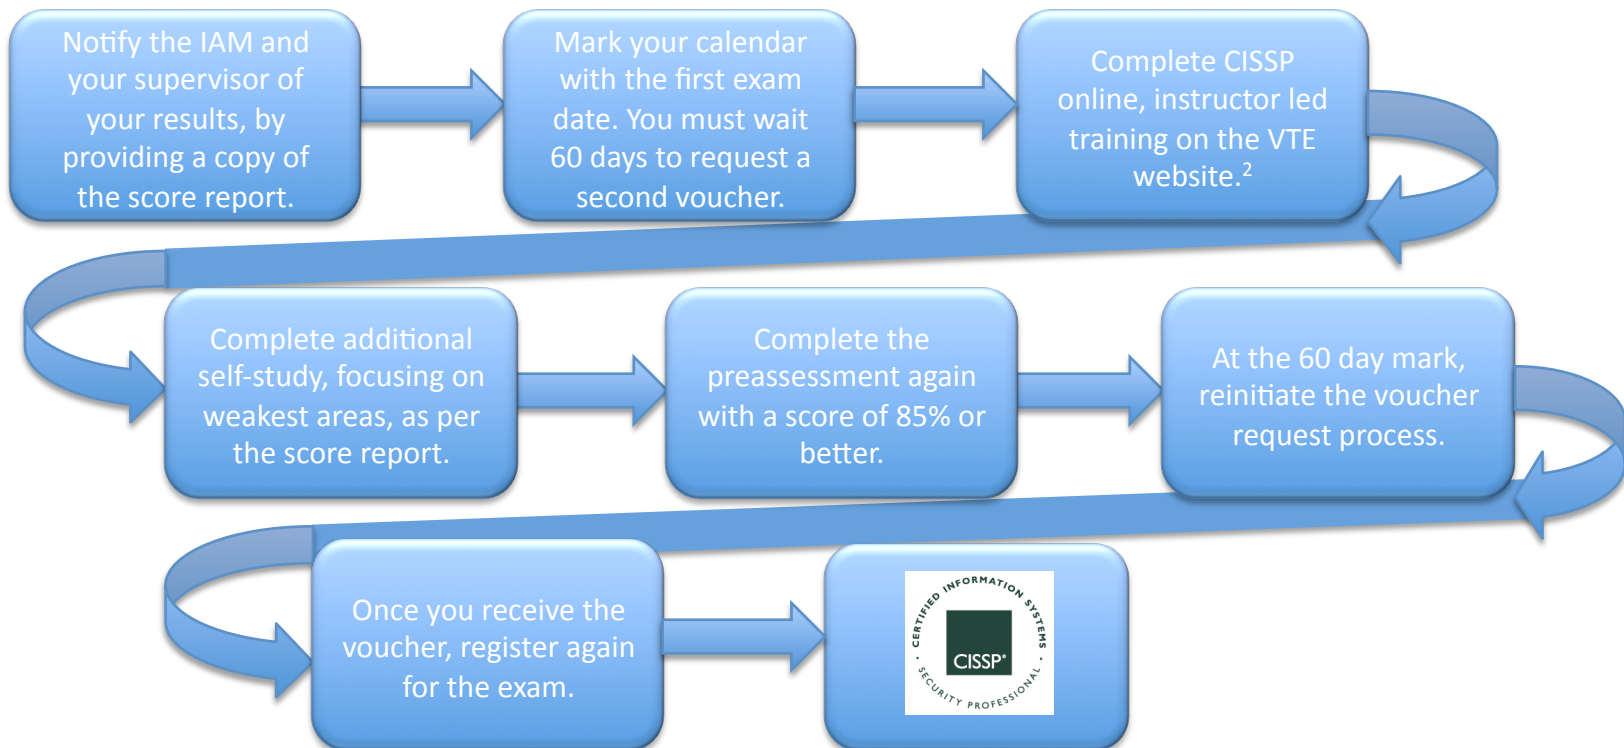 Notify the IAM and
your supervisor of
your results, by
providing a copy of
the score report.
Mark your calendar
with the first exam
date. You must wait
60 days to request a
second voucher.
Complete CISSP
online, instructor led
training on the VTE
website.²
Complete additional
self-study, focusing on
weakest areas, as per
the score report.
Complete the
preassessment again
with a score of 85% or
better.
At the 60 day mark,
reinitiate the voucher
request process.
Once you receive the
voucher, register again
for the exam.
CERTIFIED INFORMATION SYSTEMS
CISSP®
SECURITY PROFESSIONAL